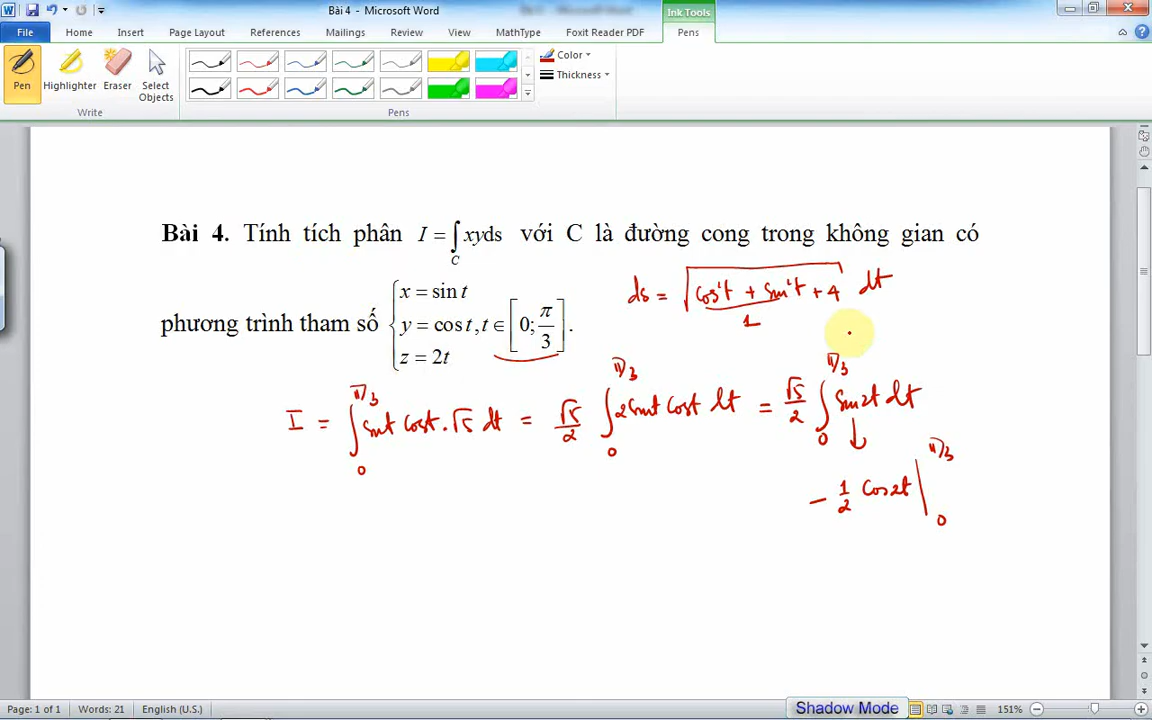 Bài 4 - Microsoft Word
Ink Tools
File Home Insert Page Layout References Mailings Review View MathType Foxit Reader PDF Pens
Pen Highlighter Eraser Select Objects
Color
Thickness
Write Pens
Bài 4. Tính tích phân I = ∫_C xyds với C là đường cong trong không gian có
phương trình tham số { x = sin t, y = cos t, z = 2t , t ∈ [0; π/3].
ds = √(cos²t + sin²t + 4) dt
1
I = ∫_0^{π/3} sint cost . √5 dt = √5/2 ∫_0^{π/3} 2sint cost dt = √5/2 ∫_0^{π/3} sin2t dt
- 1/2 cos2t |_0^{π/3}
Page: 1 of 1 Words: 21 English (U.S.) Shadow Mode 151%